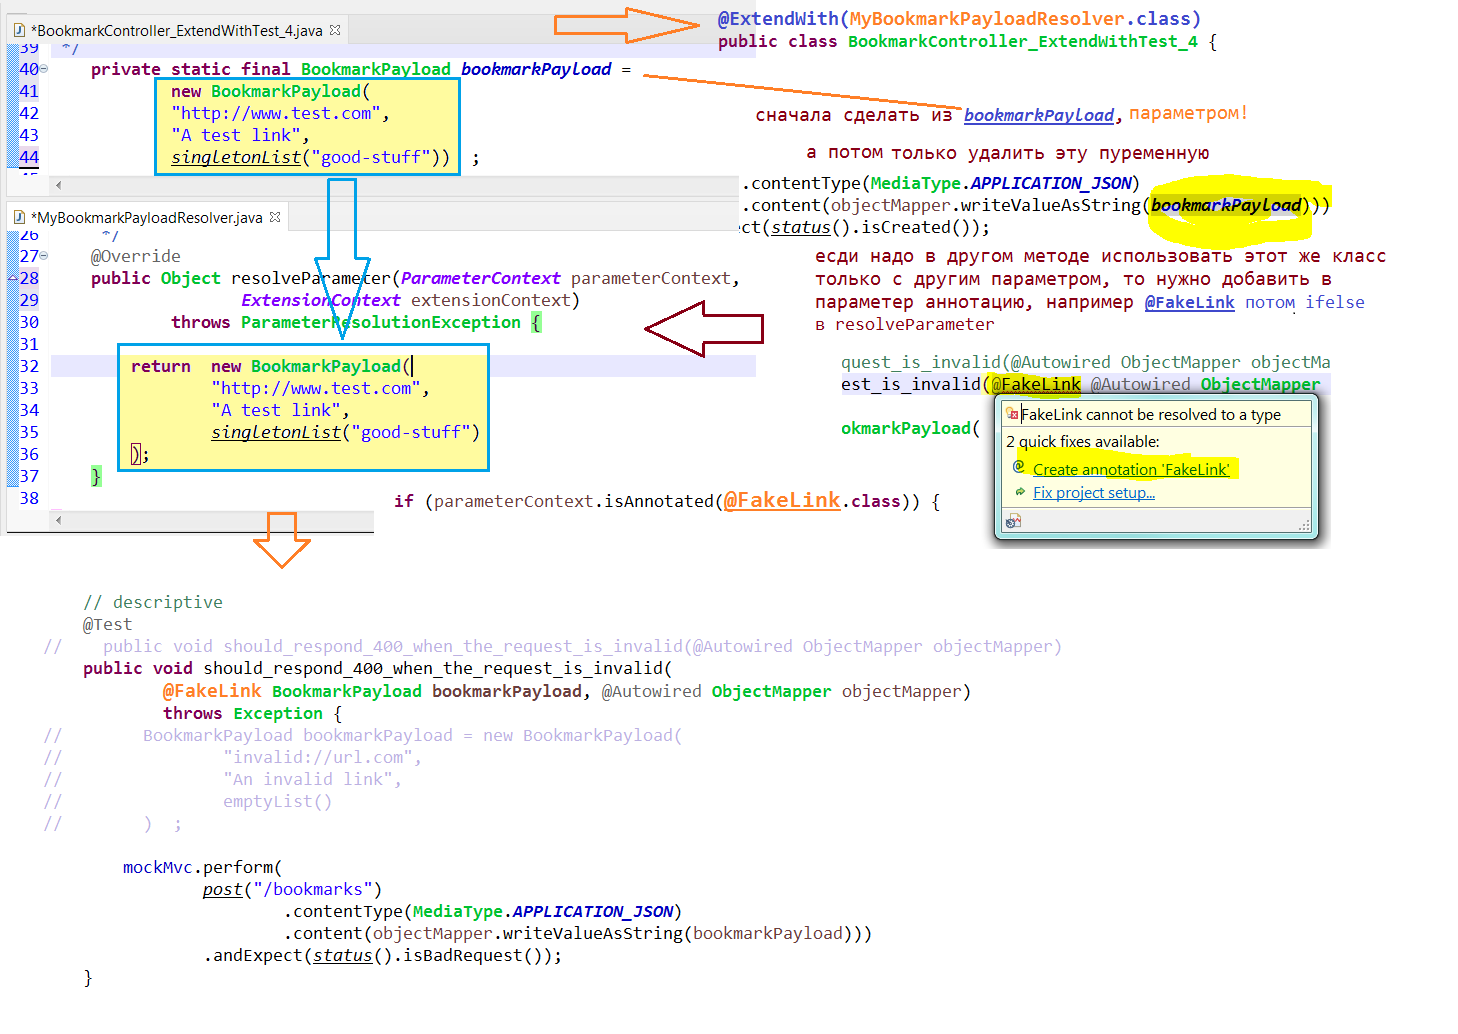 *BookmarkController_ExtendWithTest_4.java
39 */
40 private static final BookmarkPayload bookmarkPayload =
41 new BookmarkPayload(
42 "http://www.test.com",
43 "A test link",
44 singletonList("good-stuff")) ;
@ExtendWith(MyBookmarkPayloadResolver.class)
public class BookmarkController_ExtendWithTest_4 {
сначала сделать из bookmarkPayload, параметром!
а потом только удалить эту пуременную
.contentType(MediaType.APPLICATION_JSON)
.content(objectMapper.writeValueAsString(bookmarkPayload)))
ct(status().isCreated());
*MyBookmarkPayloadResolver.java
26 */
27 @Override
28 public Object resolveParameter(ParameterContext parameterContext,
29 ExtensionContext extensionContext)
30 throws ParameterResolutionException {
31
32 return new BookmarkPayload(
33 "http://www.test.com",
34 "A test link",
35 singletonList("good-stuff")
36 );
37 }
38
если надо в другом методе использовать этот же класс
только с другим параметром, то нужно добавить в
параметер аннотацию, например @FakeLink потом ifelse
в resolveParameter
quest_is_invalid(@Autowired ObjectMapper objectMa
est_is_invalid(@FakeLink @Autowired ObjectMapper
okmarkPayload(
FakeLink cannot be resolved to a type
2 quick fixes available:
Create annotation 'FakeLink'
Fix project setup...
if (parameterContext.isAnnotated(@FakeLink.class)) {
// descriptive
@Test
// public void should_respond_400_when_the_request_is_invalid(@Autowired ObjectMapper objectMapper)
public void should_respond_400_when_the_request_is_invalid(
@FakeLink BookmarkPayload bookmarkPayload, @Autowired ObjectMapper objectMapper)
throws Exception {
// BookmarkPayload bookmarkPayload = new BookmarkPayload(
// "invalid://url.com",
// "An invalid link",
// emptyList()
// ) ;
mockMvc.perform(
post("/bookmarks")
.contentType(MediaType.APPLICATION_JSON)
.content(objectMapper.writeValueAsString(bookmarkPayload)))
.andExpect(status().isBadRequest());
}